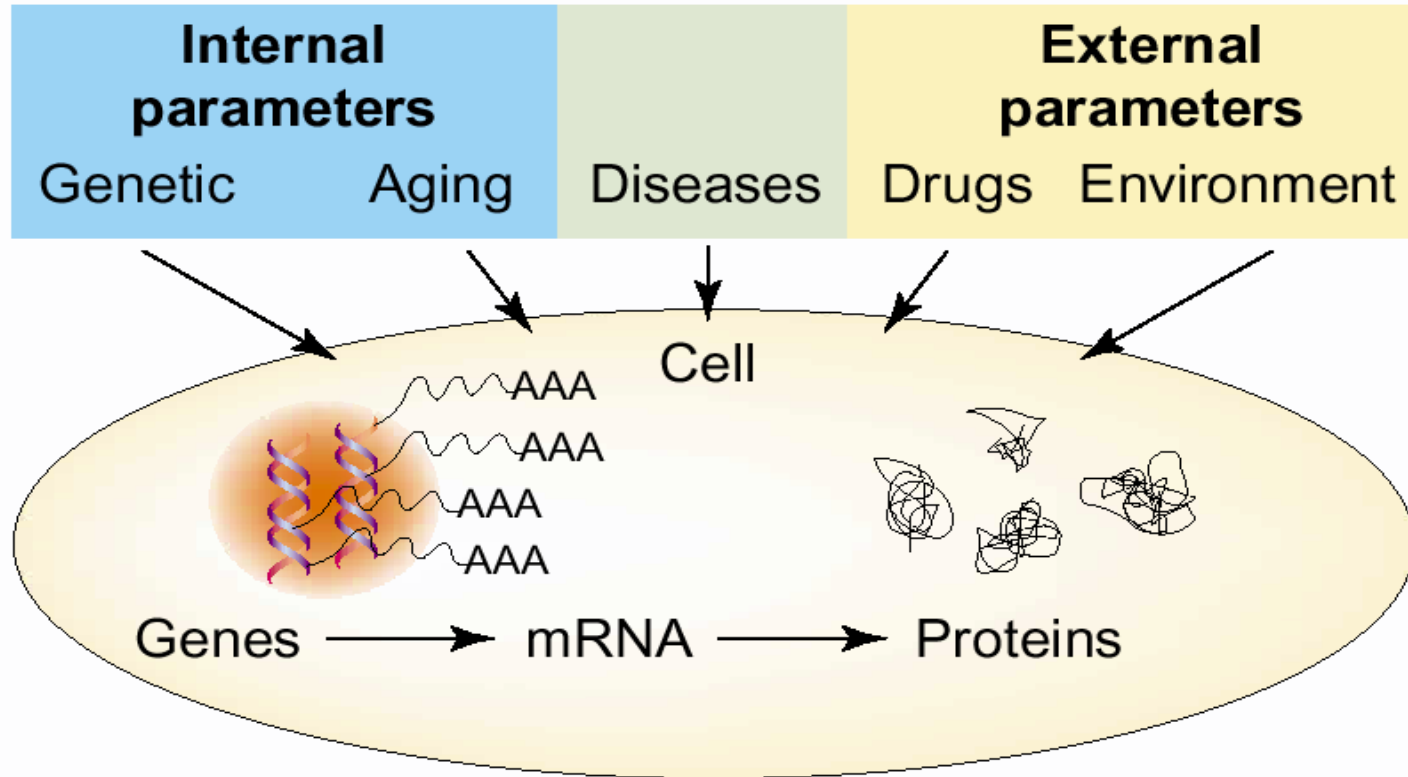 Internal
parameters
Genetic Aging
Diseases
External
parameters
Drugs Environment
Cell
AAA
AAA
AAA
AAA
Genes mRNA Proteins